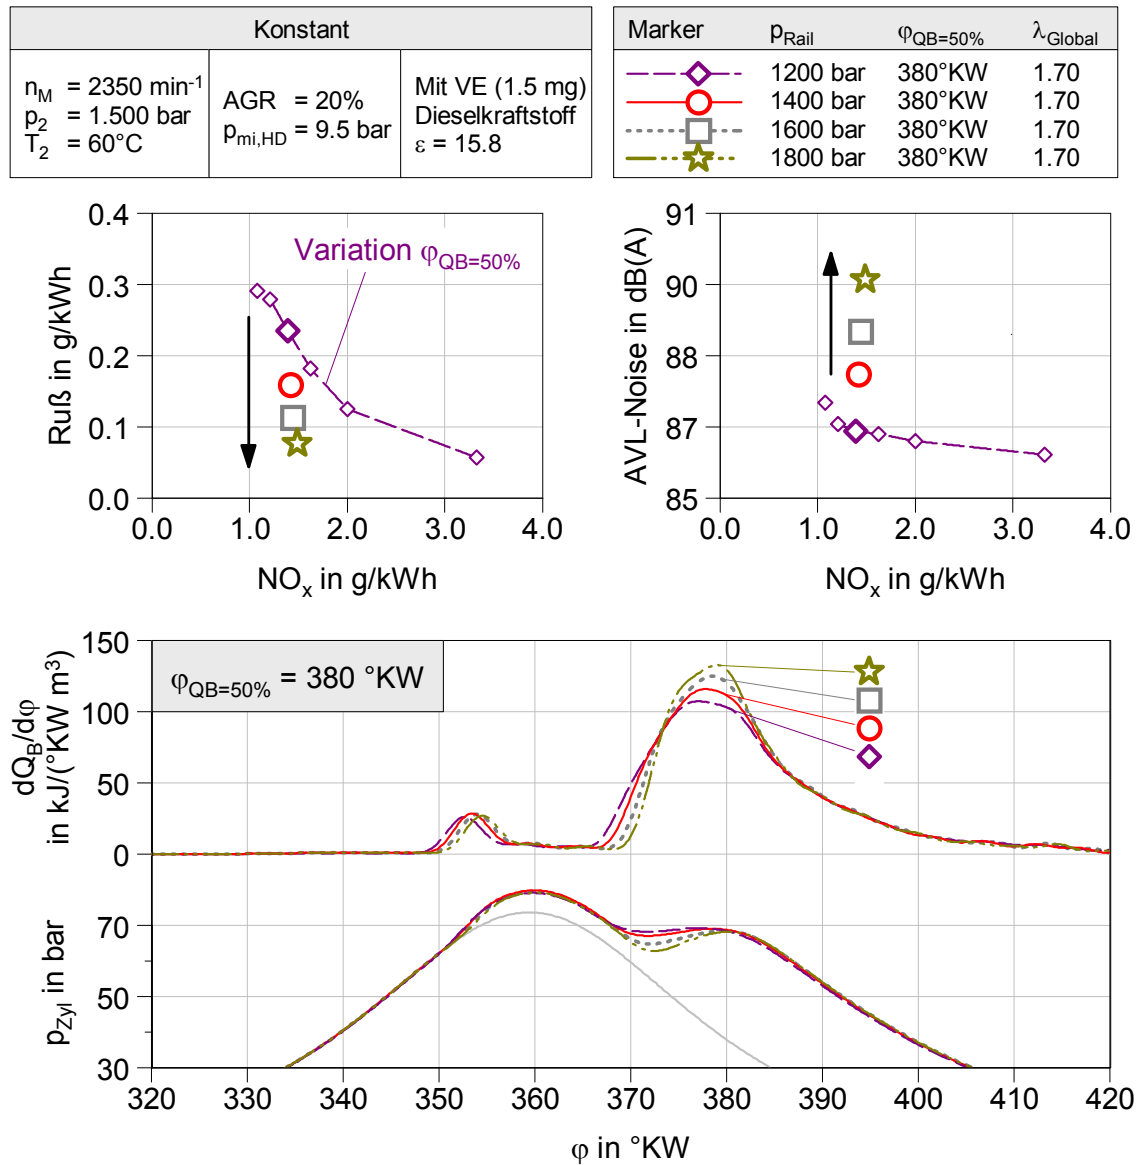 Konstant
n_M = 2350 min⁻¹
p_2 = 1.500 bar
T_2 = 60°C
AGR = 20%
p_mi,HD = 9.5 bar
Mit VE (1.5 mg)
Dieselkraftstoff
ε = 15.8
Marker p_Rail φ_QB=50% λ_Global
1200 bar 380°KW 1.70
1400 bar 380°KW 1.70
1600 bar 380°KW 1.70
1800 bar 380°KW 1.70
Ruß in g/kWh
0.4
0.3
0.2
0.1
0.0
Variation φ_QB=50%
0.0 1.0 2.0 3.0 4.0
NO_x in g/kWh
AVL-Noise in dB(A)
91
90
88
87
85
0.0 1.0 2.0 3.0 4.0
NO_x in g/kWh
dQ_B/dφ
in kJ/(°KW m³)
150
100
50
0
φ_QB=50% = 380 °KW
p_Zyl in bar
70
50
30
320 330 340 350 360 370 380 390 400 410 420
φ in °KW